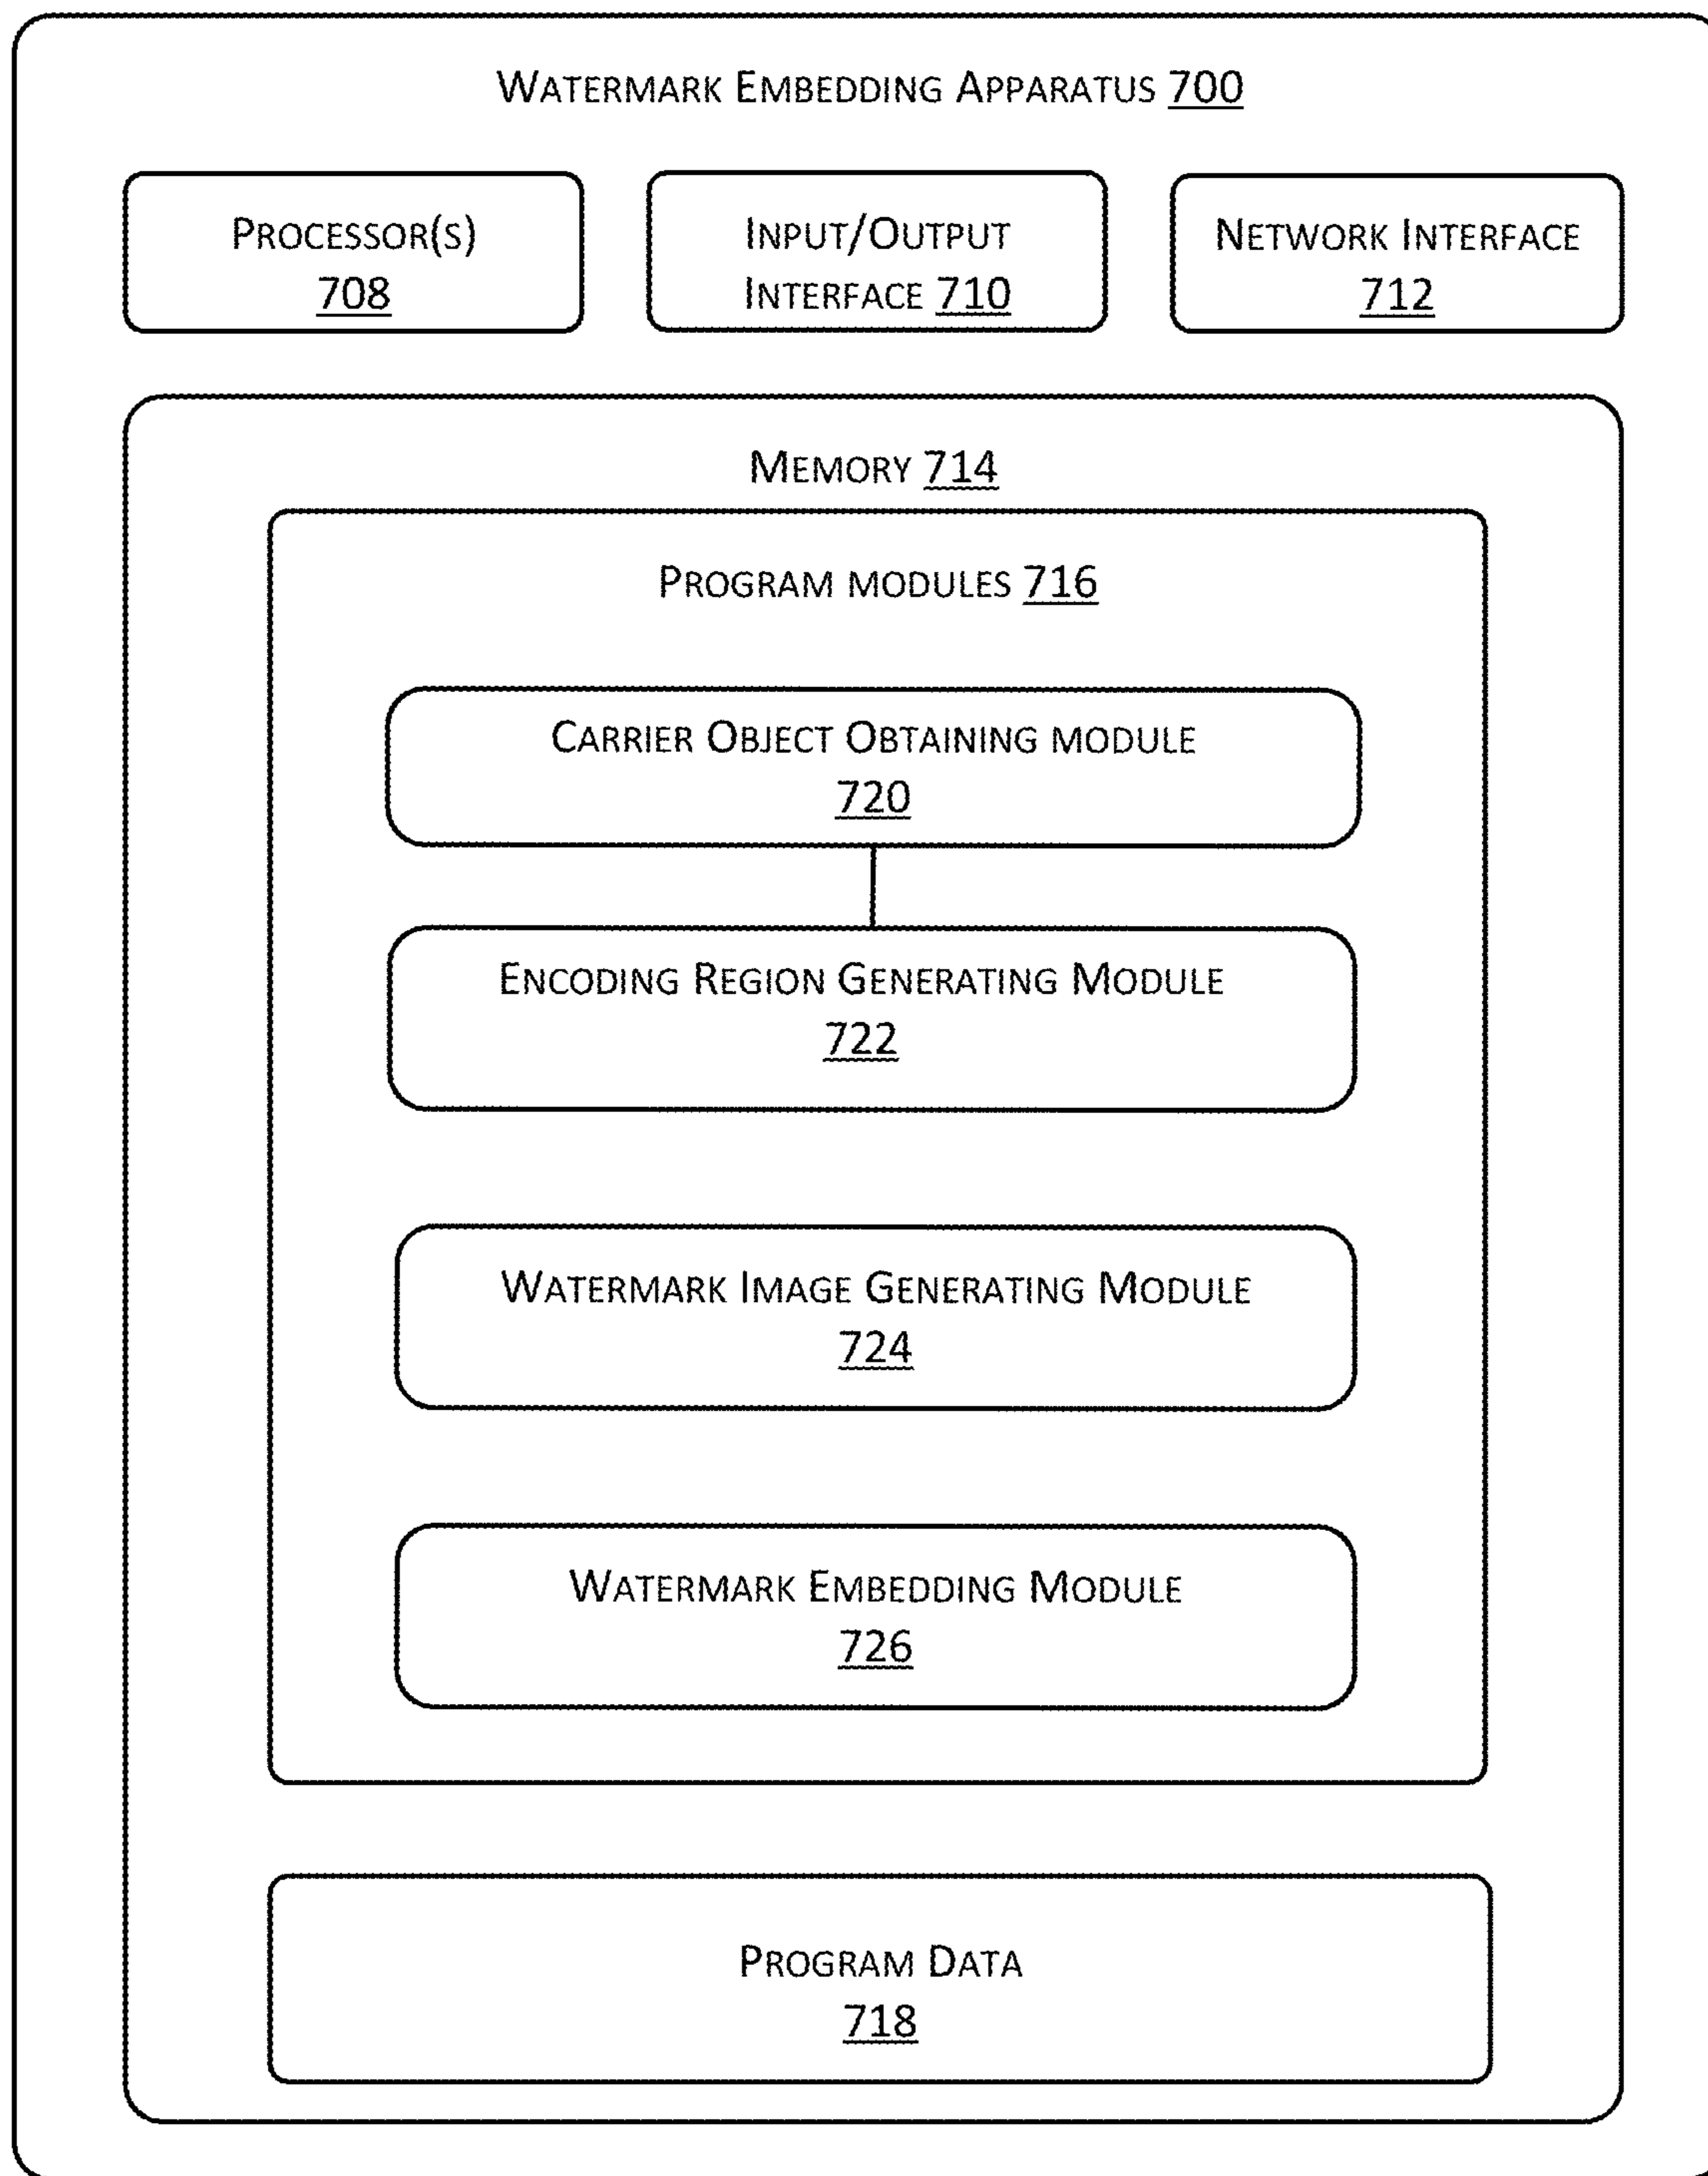 Watermark Embedding Apparatus 700
Processor(s)
708
Input/Output
Interface 710
Network Interface
712
Memory 714
Program modules 716
Carrier Object Obtaining module
720
Encoding Region Generating Module
722
Watermark Image Generating Module
724
Watermark Embedding Module
726
Program Data
718